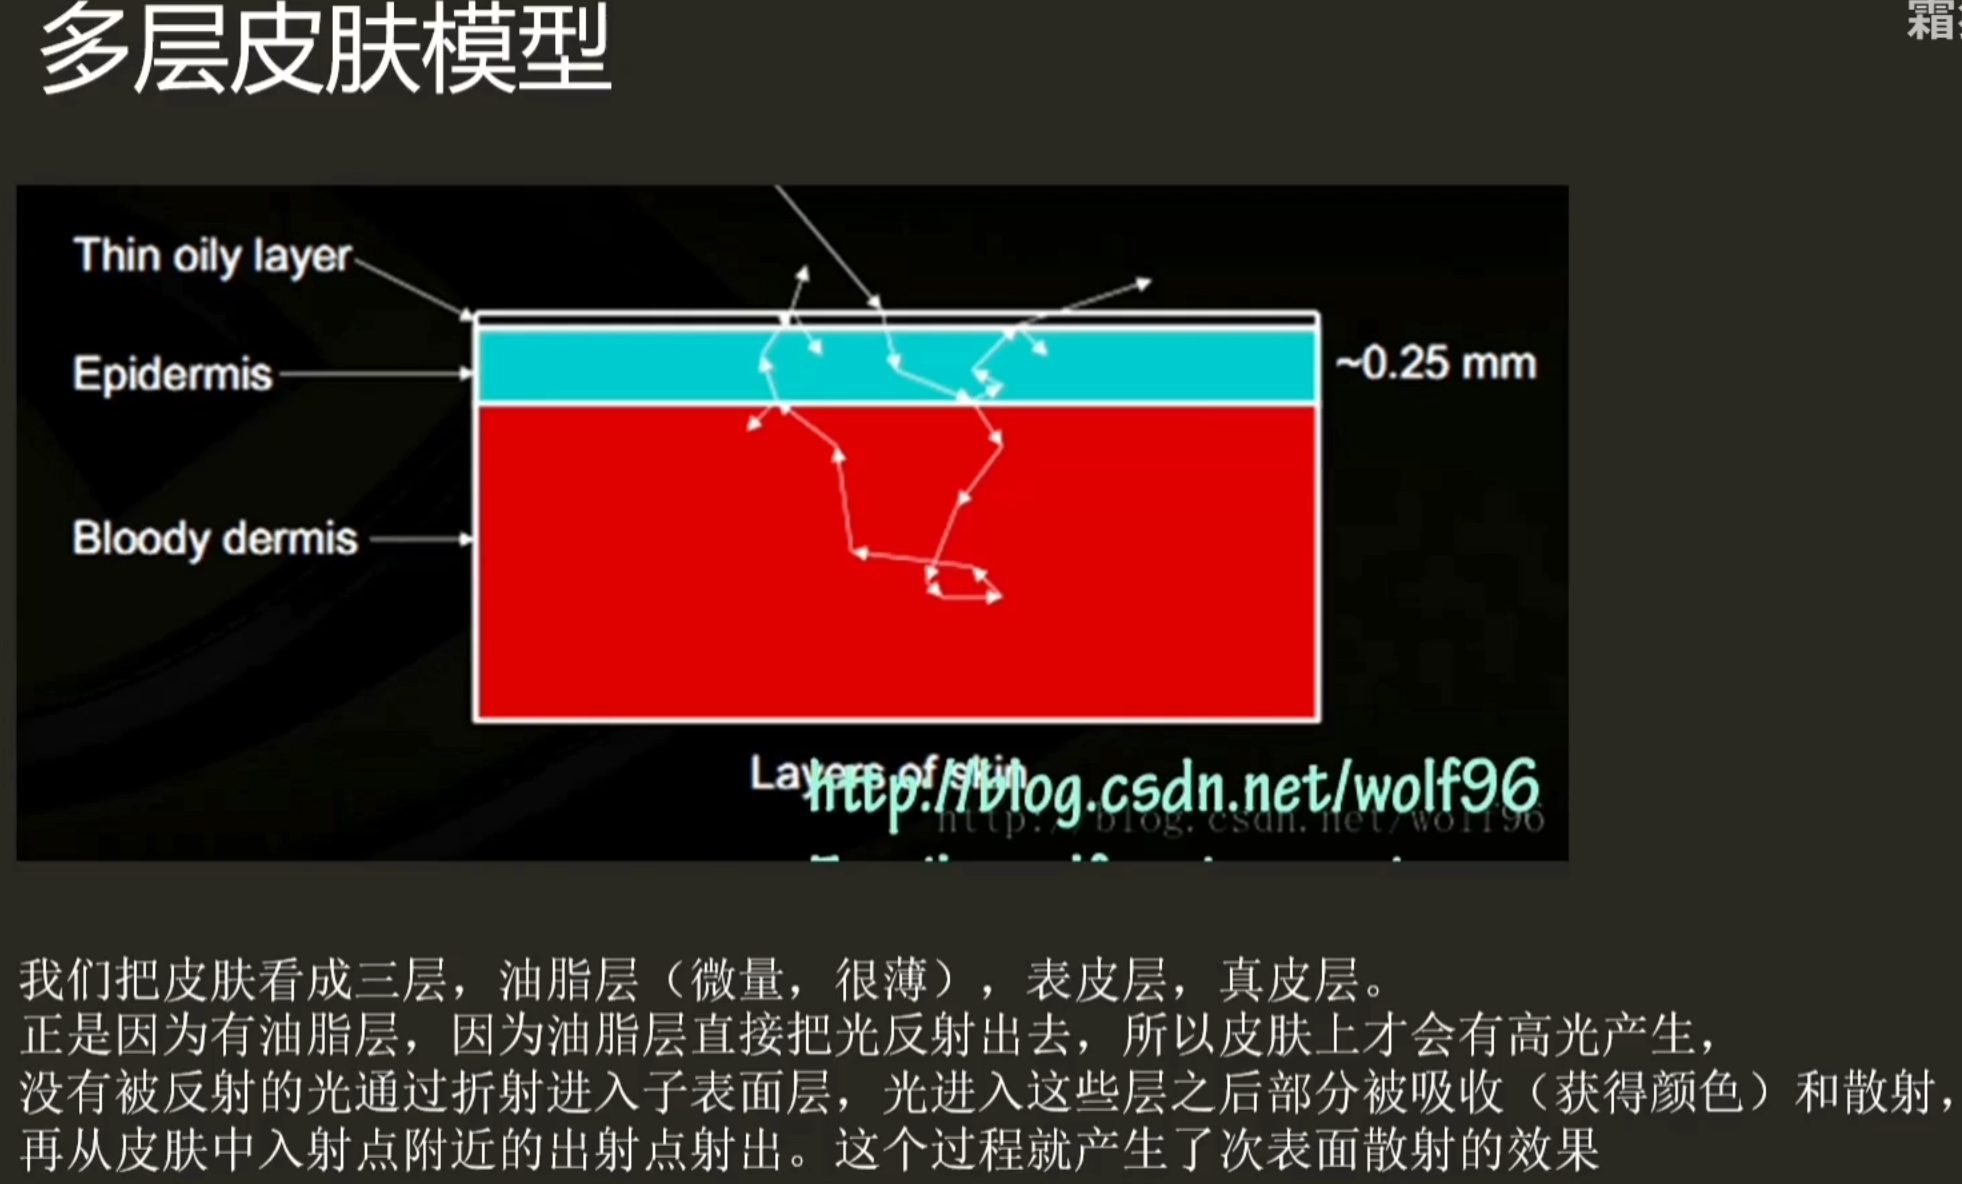 多层皮肤模型
霜
Thin oily layer
Epidermis
~0.25 mm
Bloody dermis
Layers of skin
http://blog.csdn.net/wolf96
http://blog.csdn.net/wolf96
我们把皮肤看成三层，油脂层（微量，很薄），表皮层，真皮层。
正是因为有油脂层，因为油脂层直接把光反射出去，所以皮肤上才会有高光产生，
没有被反射的光通过折射进入子表面层，光进入这些层之后部分被吸收（获得颜色）和散射，
再从皮肤中入射点附近的出射点射出。这个过程就产生了次表面散射的效果